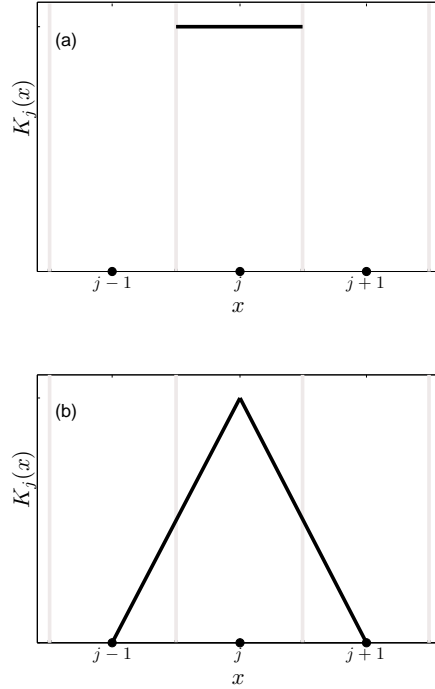 (a)
K_j(x)
j − 1
j
j + 1
x
(b)
K_j(x)
j − 1
j
j + 1
x